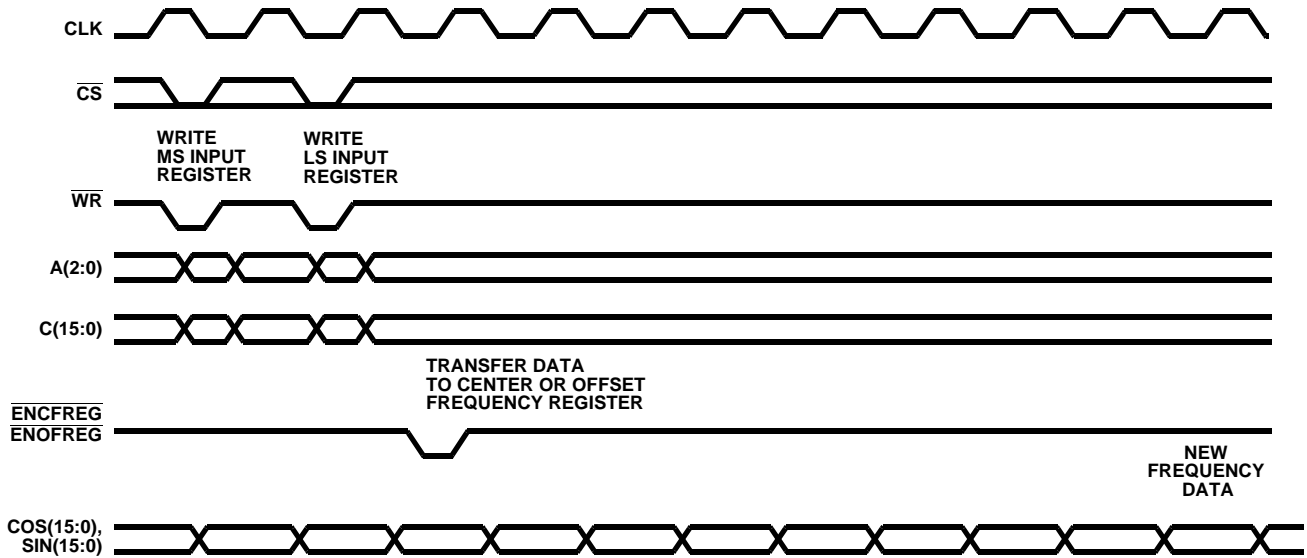 CLK
CS
WRITE
MS INPUT
REGISTER
WRITE
LS INPUT
REGISTER
WR
A(2:0)
C(15:0)
TRANSFER DATA
TO CENTER OR OFFSET
FREQUENCY REGISTER
ENCFREG
ENOFREG
NEW
FREQUENCY
DATA
COS(15:0),
SIN(15:0)